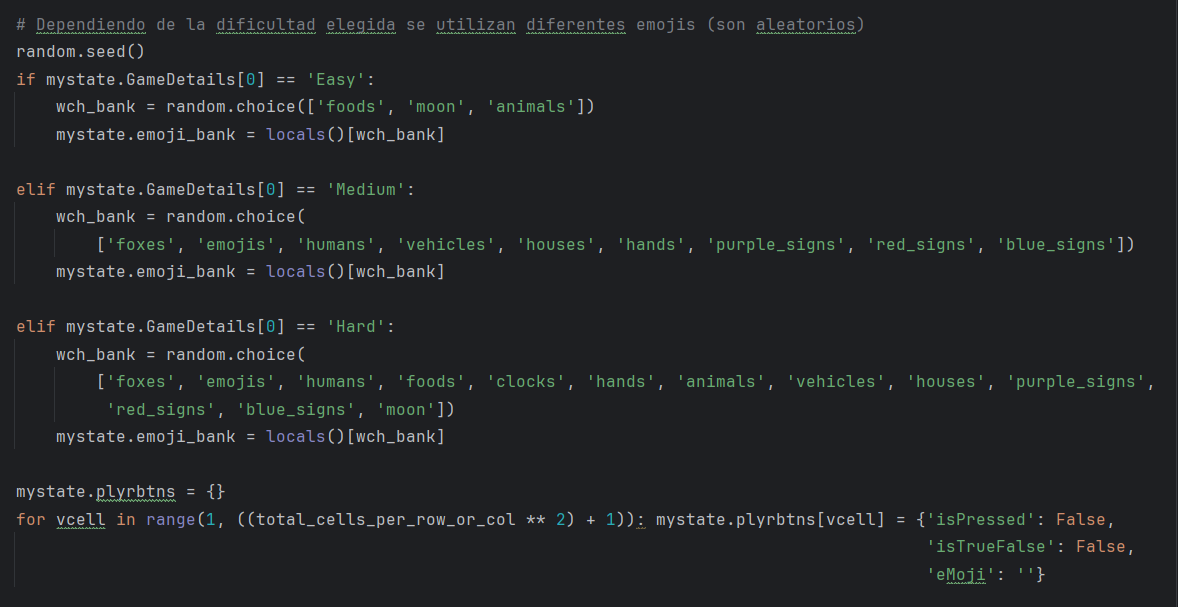 # Dependiendo de la dificultad elegida se utilizan diferentes emojis (son aleatorios)
random.seed()
if mystate.GameDetails[0] == 'Easy':
    wch_bank = random.choice(['foods', 'moon', 'animals'])
    mystate.emoji_bank = locals()[wch_bank]

elif mystate.GameDetails[0] == 'Medium':
    wch_bank = random.choice(
        ['foxes', 'emojis', 'humans', 'vehicles', 'houses', 'hands', 'purple_signs', 'red_signs', 'blue_signs'])
    mystate.emoji_bank = locals()[wch_bank]

elif mystate.GameDetails[0] == 'Hard':
    wch_bank = random.choice(
        ['foxes', 'emojis', 'humans', 'foods', 'clocks', 'hands', 'animals', 'vehicles', 'houses', 'purple_signs',
         'red_signs', 'blue_signs', 'moon'])
    mystate.emoji_bank = locals()[wch_bank]

mystate.plyrbtns = {}
for vcell in range(1, ((total_cells_per_row_or_col ** 2) + 1)): mystate.plyrbtns[vcell] = {'isPressed': False,
                                                                                           'isTrueFalse': False,
                                                                                           'eMoji': ''}